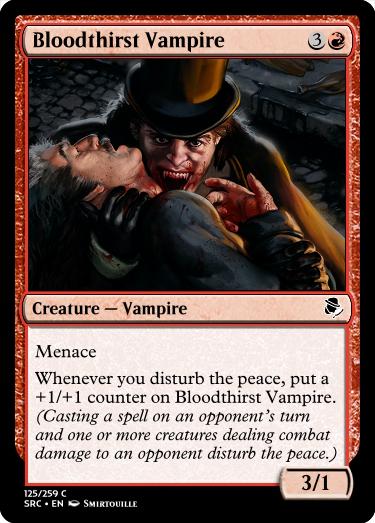 Bloodthirst Vampire 3
Creature — Vampire
Menace
Whenever you disturb the peace, put a
+1/+1 counter on Bloodthirst Vampire.
(Casting a spell on an opponent's turn
and one or more creatures dealing combat
damage to an opponent disturb the peace.)
3/1
125/259 C
SRC • EN Smirtouille